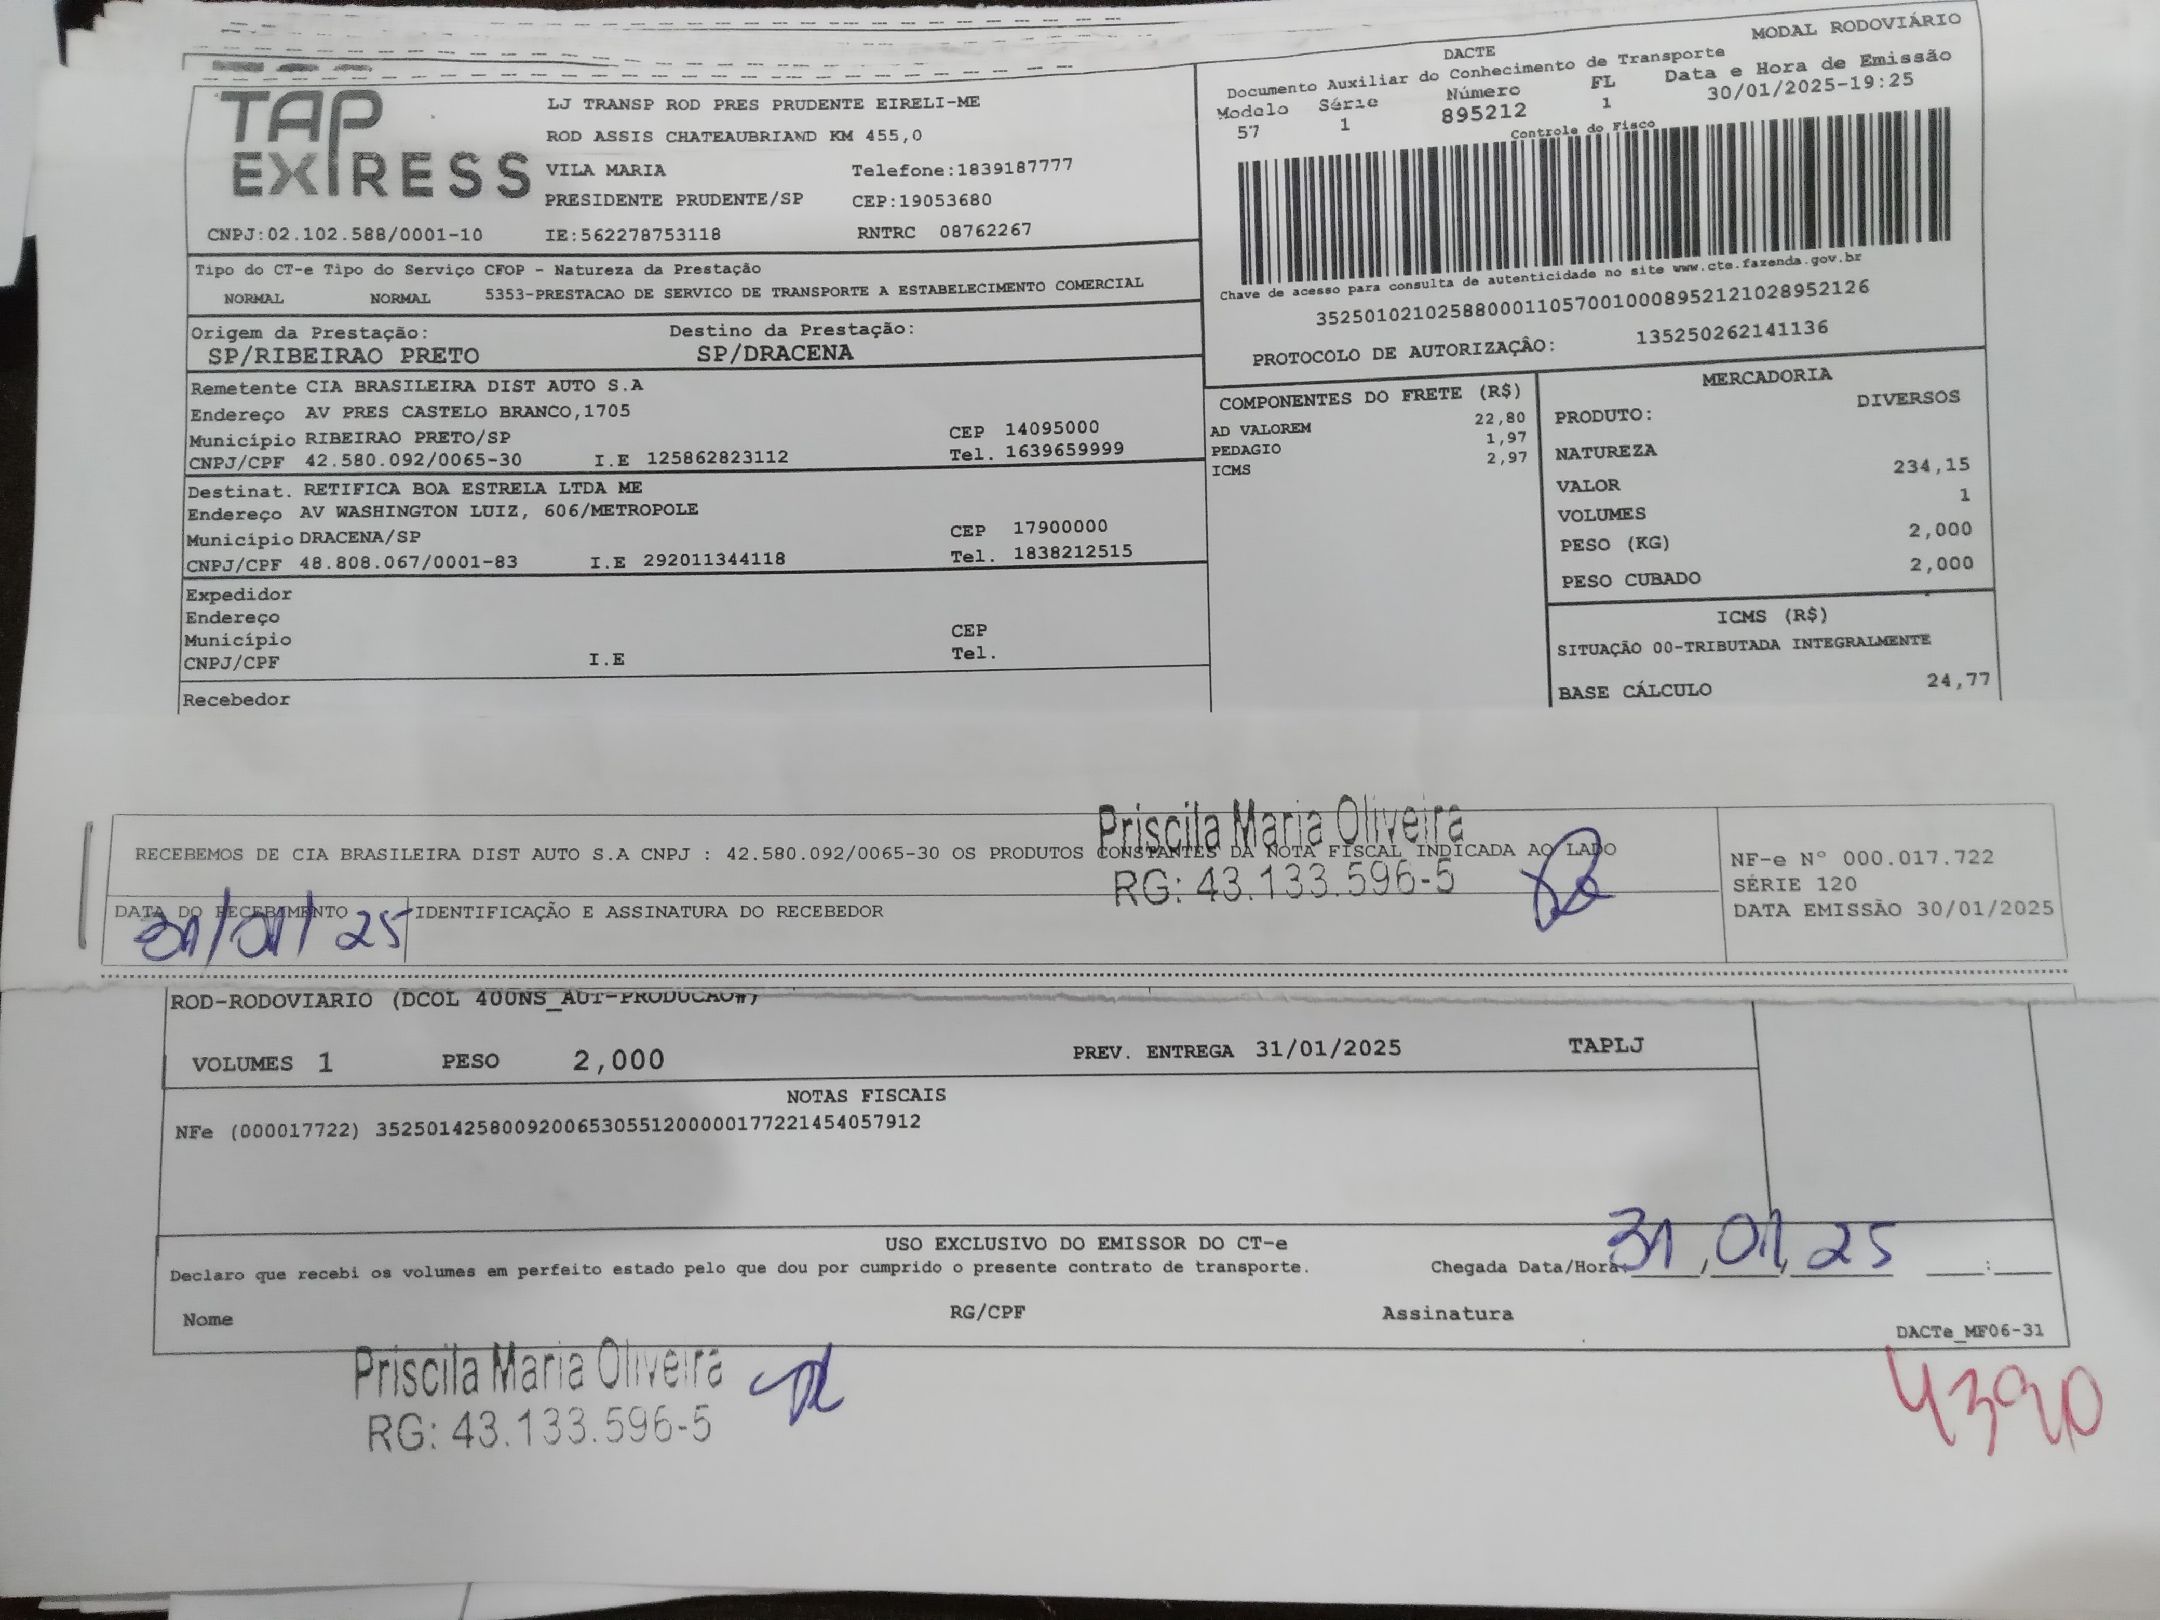 MODAL RODOVIÁRIO
DACTE
Documento Auxiliar do Conhecimento de Transporte
Modelo Série Número FL Data e Hora de Emissão
57 1 895212 1 30/01/2025-19:25
Controle do Fisco
TAP EXPRESS
LJ TRANSP ROD PRES PRUDENTE EIRELI-ME
ROD ASSIS CHATEAUBRIAND KM 455,0
VILA MARIA Telefone:1839187777
PRESIDENTE PRUDENTE/SP CEP:19053680
CNPJ:02.102.588/0001-10 IE:562278753118 RNTRC 08762267
Chave de acesso para consulta de autenticidade no site www.cte.fazenda.gov.br
35250102102588000110570010008952121028952126
PROTOCOLO DE AUTORIZAÇÂO: 135250262141136
Tipo do CT-e Tipo do Serviço CFOP - Natureza da Prestação
NORMAL NORMAL 5353-PRESTACAO DE SERVICO DE TRANSPORTE A ESTABELECIMENTO COMERCIAL
Origem da Prestação: Destino da Prestação:
SP/RIBEIRAO PRETO SP/DRACENA
Remetente CIA BRASILEIRA DIST AUTO S.A
Endereço AV PRES CASTELO BRANCO,1705
Município RIBEIRAO PRETO/SP CEP 14095000
CNPJ/CPF 42.580.092/0065-30 I.E 125862823112 Tel. 1639659999
Destinat. RETIFICA BOA ESTRELA LTDA ME
Endereço AV WASHINGTON LUIZ, 606/METROPOLE
Município DRACENA/SP CEP 17900000
CNPJ/CPF 48.808.067/0001-83 I.E 292011344118 Tel. 1838212515
Expedidor
Endereço
Município CEP
CNPJ/CPF I.E Tel.
Recebedor
COMPONENTES DO FRETE (R$)
AD VALOREM 22,80
PEDAGIO 1,97
ICMS 2,97
MERCADORIA
PRODUTO: DIVERSOS
NATUREZA
VALOR 234,15
VOLUMES 1
PESO (KG) 2,000
PESO CUBADO 2,000
ICMS (R$)
SITUAÇÃO 00-TRIBUTADA INTEGRALMENTE
BASE CÁLCULO 24,77
Priscila Maria Oliveira
RECEBEMOS DE CIA BRASILEIRA DIST AUTO S.A CNPJ : 42.580.092/0065-30 OS PRODUTOS CONSTANTES DA NOTA FISCAL INDICADA AO LADO
RG: 43.133.596-5
NF-e Nº 000.017.722
SÉRIE 120
DATA EMISSÃO 30/01/2025
DATA DO RECEBIMENTO IDENTIFICAÇÃO E ASSINATURA DO RECEBEDOR
31/01/25
ROD-RODOVIARIO (DCOL 400NS_AUT-PRODUCAO#)
VOLUMES 1 PESO 2,000 PREV. ENTREGA 31/01/2025 TAPLJ
NOTAS FISCAIS
NFe (000017722) 35250142580092006530551200000177221454057912
USO EXCLUSIVO DO EMISSOR DO CT-e
Declaro que recebi os volumes em perfeito estado pelo que dou por cumprido o presente contrato de transporte. Chegada Data/Hora: 31/01/25 :
Nome RG/CPF Assinatura
DACTe_MF06-31
Priscila Maria Oliveira
RG: 43.133.596-5
4390